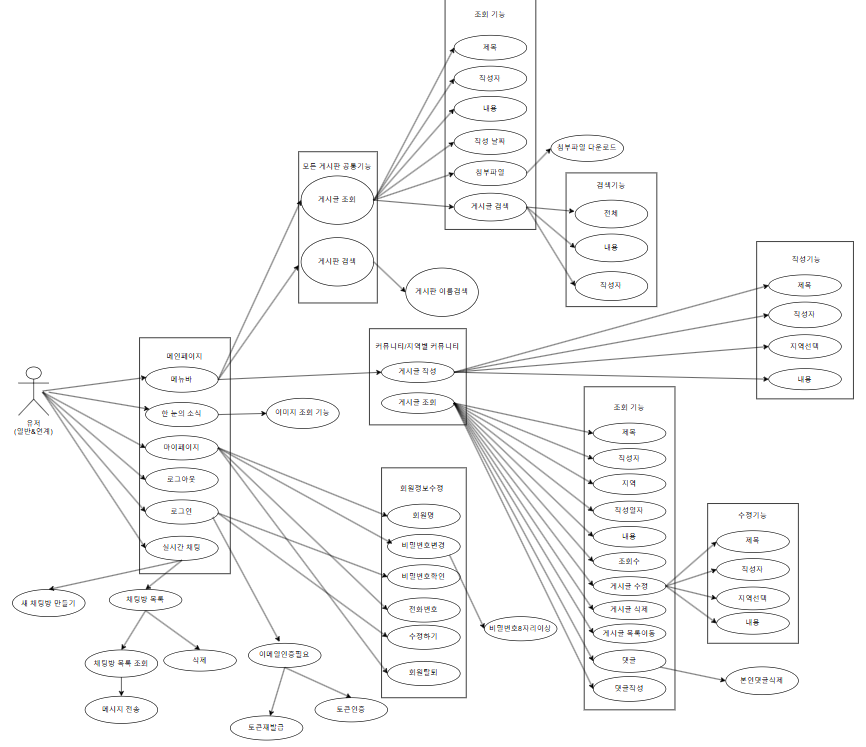 조회 기능
제목
작성자
내용
작성 날짜
첨부파일
게시글 검색
첨부파일 다운로드
검색기능
전체
내용
작성자
모든 게시판 공통기능
게시글 조회
게시판 검색
게시판 이름검색
작성기능
제목
작성자
지역선택
내용
커뮤니티/지역별 커뮤니티
게시글 작성
게시글 조회
유저
(일반&연계)
메인페이지
메뉴바
한 눈의 소식
마이페이지
로그아웃
로그인
실시간 채팅
이미지 조회 기능
조회 기능
제목
작성자
지역
작성일자
내용
조회수
게시글 수정
게시글 삭제
게시글 목록이동
댓글
댓글작성
수정기능
제목
작성자
지역선택
내용
본인댓글삭제
회원정보수정
회원명
비밀번호변경
비밀번호확인
전화번호
수정하기
회원탈퇴
비밀번호8자리이상
새 채팅방 만들기
채팅방 목록
채팅방 목록 조회
삭제
메시지 전송
이메일인증필요
토큰재발급
토큰인증